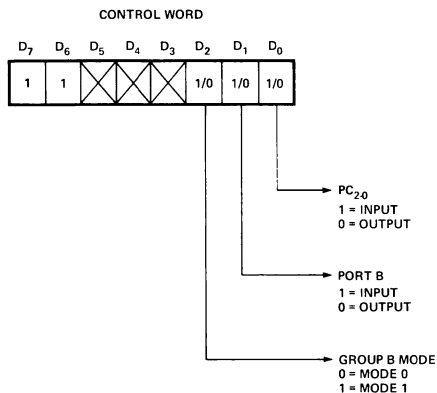 CONTROL WORD
D7 D6 D5 D4 D3 D2 D1 D0
1 1 1/0 1/0 1/0
PC2-0
1 = INPUT
0 = OUTPUT
PORT B
1 = INPUT
0 = OUTPUT
GROUP B MODE
0 = MODE 0
1 = MODE 1